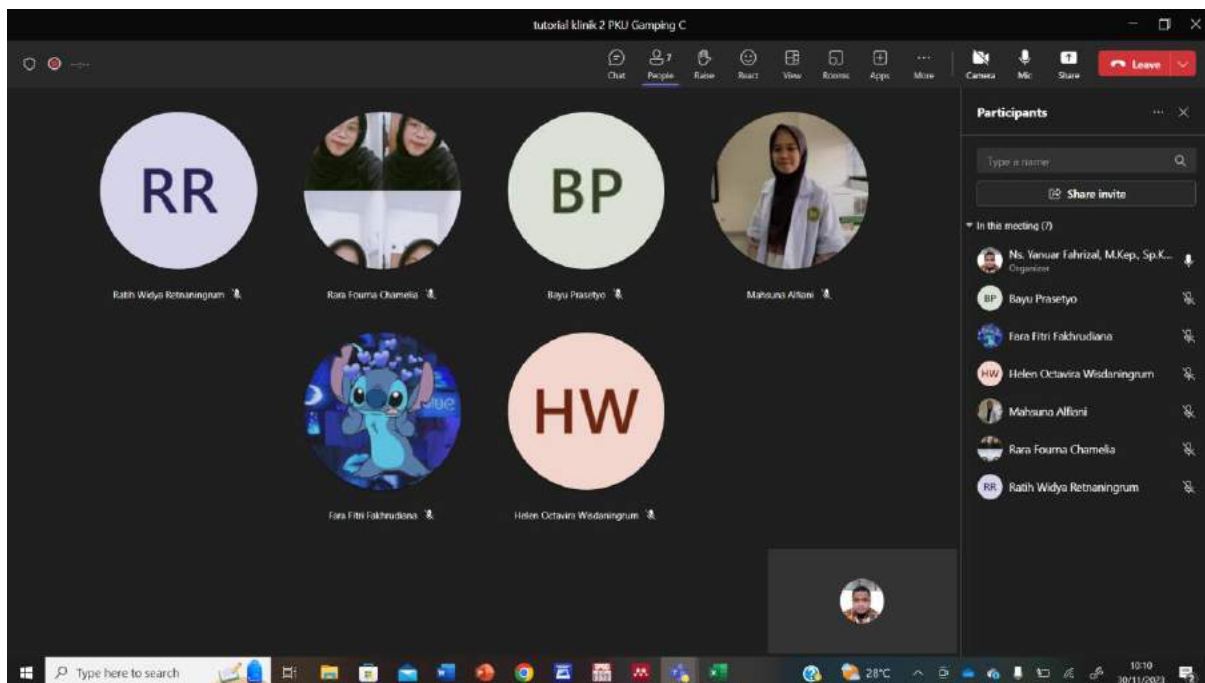 tutorial klinik 2 PKU Gamping C
--:--
7
Chat People Raise React View Rooms Apps More Camera Mic Share Leave
RR
BP
Ratih Widya Retnaningrum
Rara Fourna Chamelia
Bayu Prasetyo
Mahsuna Alfiani
HW
Fara Fitri Fakhrudiana
Helen Octavira Wisdaningrum
Participants
Type a name
Share invite
In this meeting (7)
Ns. Yanuar Fahrizal, M.Kep., Sp.K...
Organizer
BP Bayu Prasetyo
Fara Fitri Fakhrudiana
HW Helen Octavira Wisdaningrum
Mahsuna Alfiani
Rara Fourna Chamelia
RR Ratih Widya Retnaningrum
Type here to search
28°C
10:10
30/11/2023